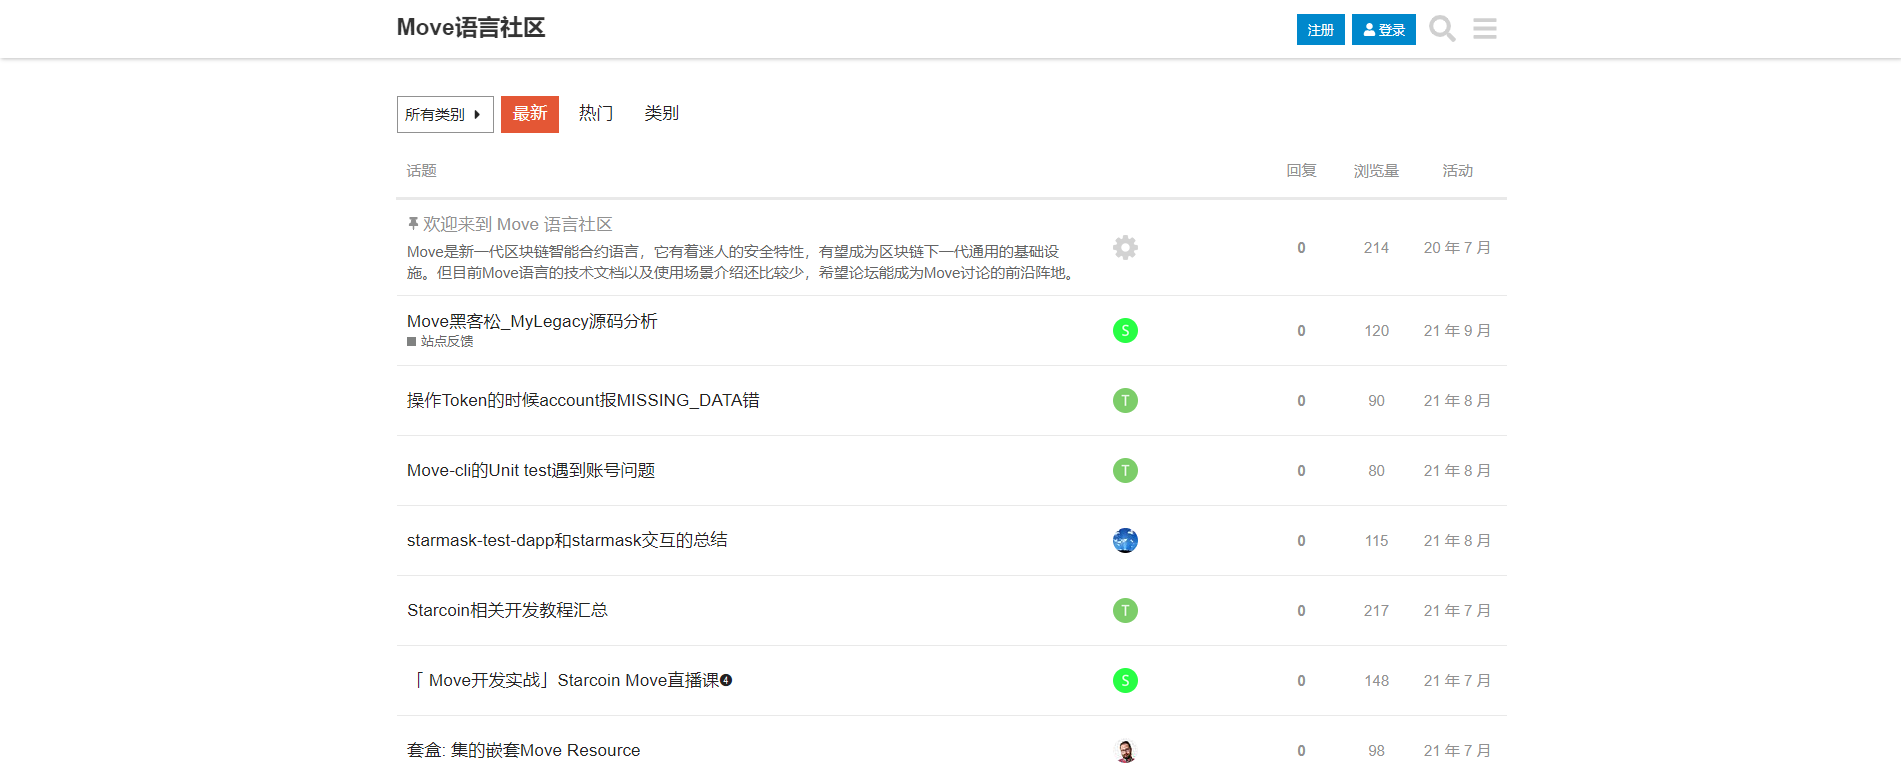 Move语言社区
注册 登录
所有类别 最新 热门 类别
话题 回复 浏览量 活动
欢迎来到 Move 语言社区
Move是新一代区块链智能合约语言，它有着迷人的安全特性，有望成为区块链下一代通用的基础设
施。但目前Move语言的技术文档以及使用场景介绍还比较少，希望论坛能成为Move讨论的前沿阵地。
0 214 20 年 7 月
Move黑客松_MyLegacy源码分析
站点反馈
S 0 120 21 年 9 月
操作Token的时候account报MISSING_DATA错 T 0 90 21 年 8 月
Move-cli的Unit test遇到账号问题 T 0 80 21 年 8 月
starmask-test-dapp和starmask交互的总结 0 115 21 年 8 月
Starcoin相关开发教程汇总 T 0 217 21 年 7 月
「 Move开发实战」Starcoin Move直播课❹ S 0 148 21 年 7 月
套盒: 集的嵌套Move Resource 0 98 21 年 7 月